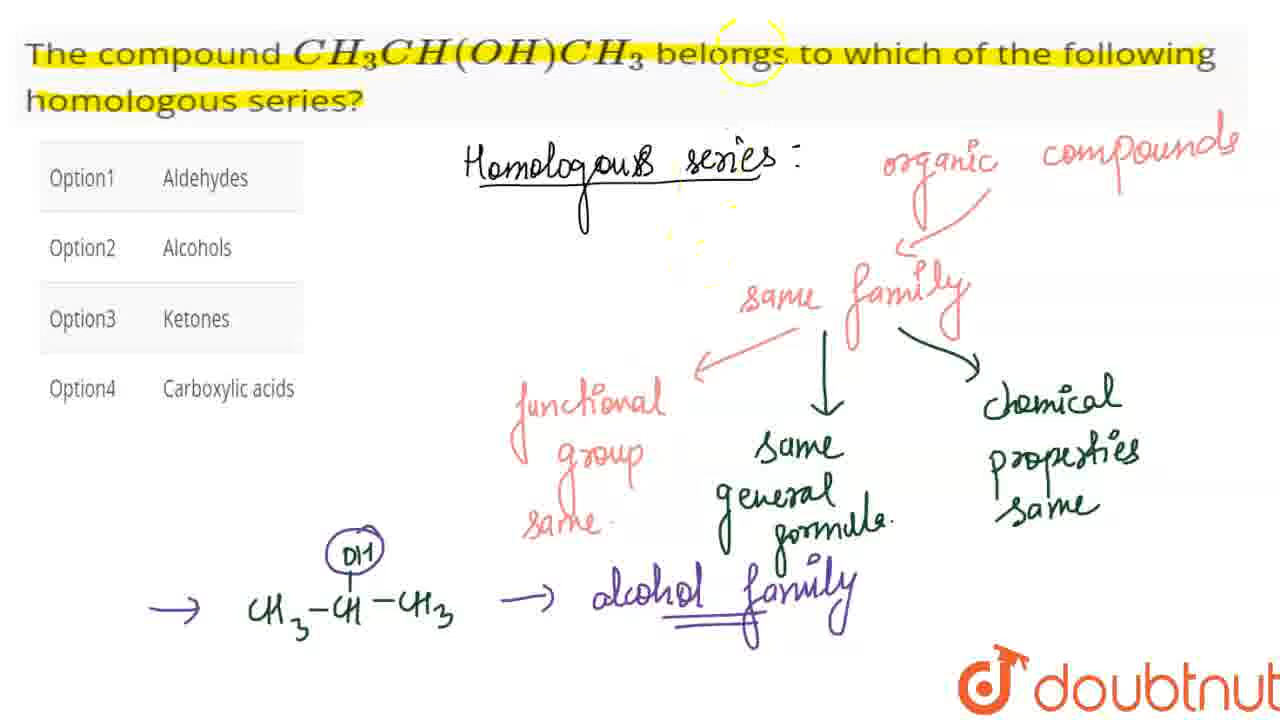 The compound CH₃CH(OH)CH₃ belongs to which of the following
homologous series?
Option1 Aldehydes
Option2 Alcohols
Option3 Ketones
Option4 Carboxylic acids
Homologous series :
organic compounds
same family
functional
group
same.
same
general
formula.
chemical
properties
same
OH
→ CH₃-CH-CH₃ → alcohol family
doubtnut